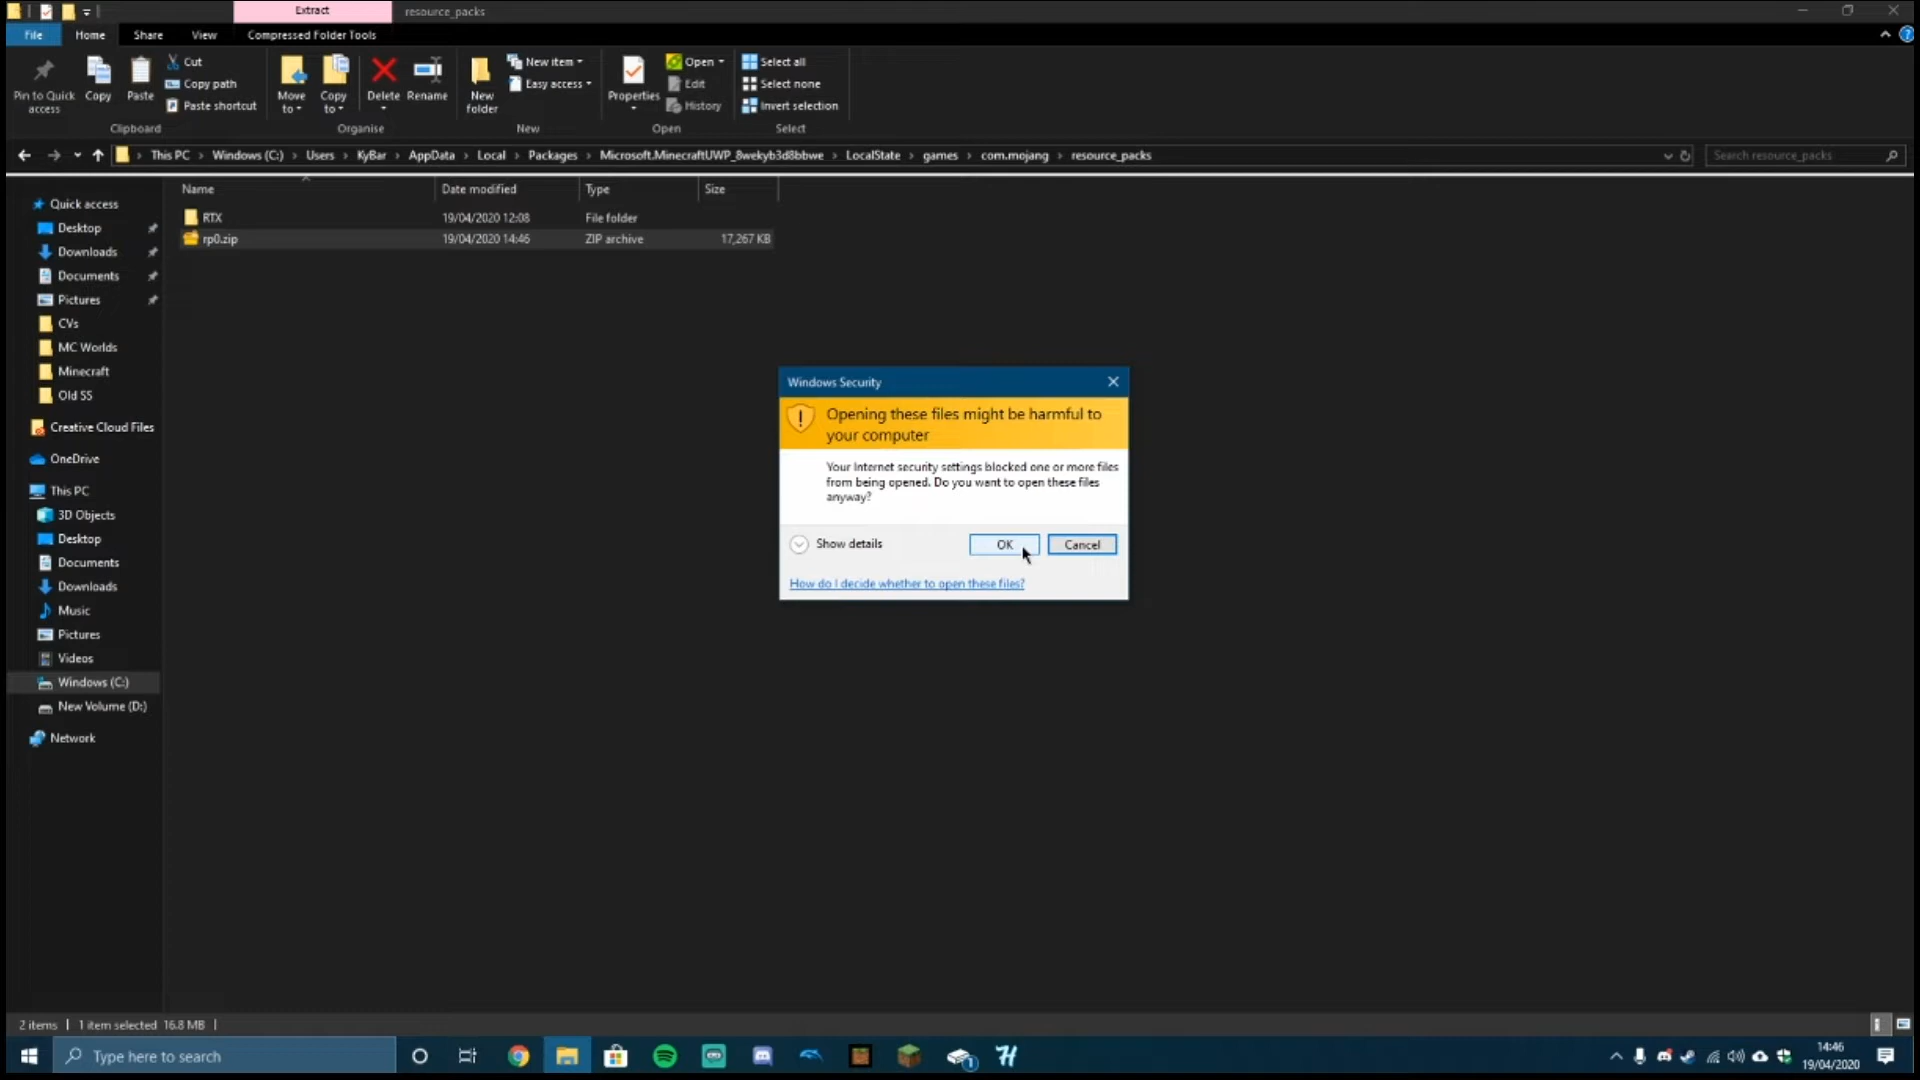 Extract
resource_packs
File
Home
Share
View
Compressed Folder Tools
Pin to Quick access
Copy
Paste
Cut
Copy path
Paste shortcut
Clipboard
Move to
Copy to
Delete
Rename
Organise
New folder
New item
Easy access
New
Properties
Open
Edit
History
Open
Select all
Select none
Invert selection
Select
This PC > Windows (C:) > Users > KyBar > AppData > Local > Packages > Microsoft.MinecraftUWP_8wekyb3d8bbwe > LocalState > games > com.mojang > resource_packs
Search resource_packs
Name Date modified Type Size
RTX 19/04/2020 12:08 File folder
rp0.zip 19/04/2020 14:46 ZIP archive 17,267 KB
Quick access
Desktop
Downloads
Documents
Pictures
CVs
MC Worlds
Minecraft
Old SS
Creative Cloud Files
OneDrive
This PC
3D Objects
Desktop
Documents
Downloads
Music
Pictures
Videos
Windows (C:)
New Volume (D:)
Network
Windows Security
Opening these files might be harmful to
your computer
Your Internet security settings blocked one or more files
from being opened. Do you want to open these files
anyway?
Show details
OK
Cancel
How do I decide whether to open these files?
2 items | 1 item selected 16.8 MB |
Type here to search
14:46
19/04/2020